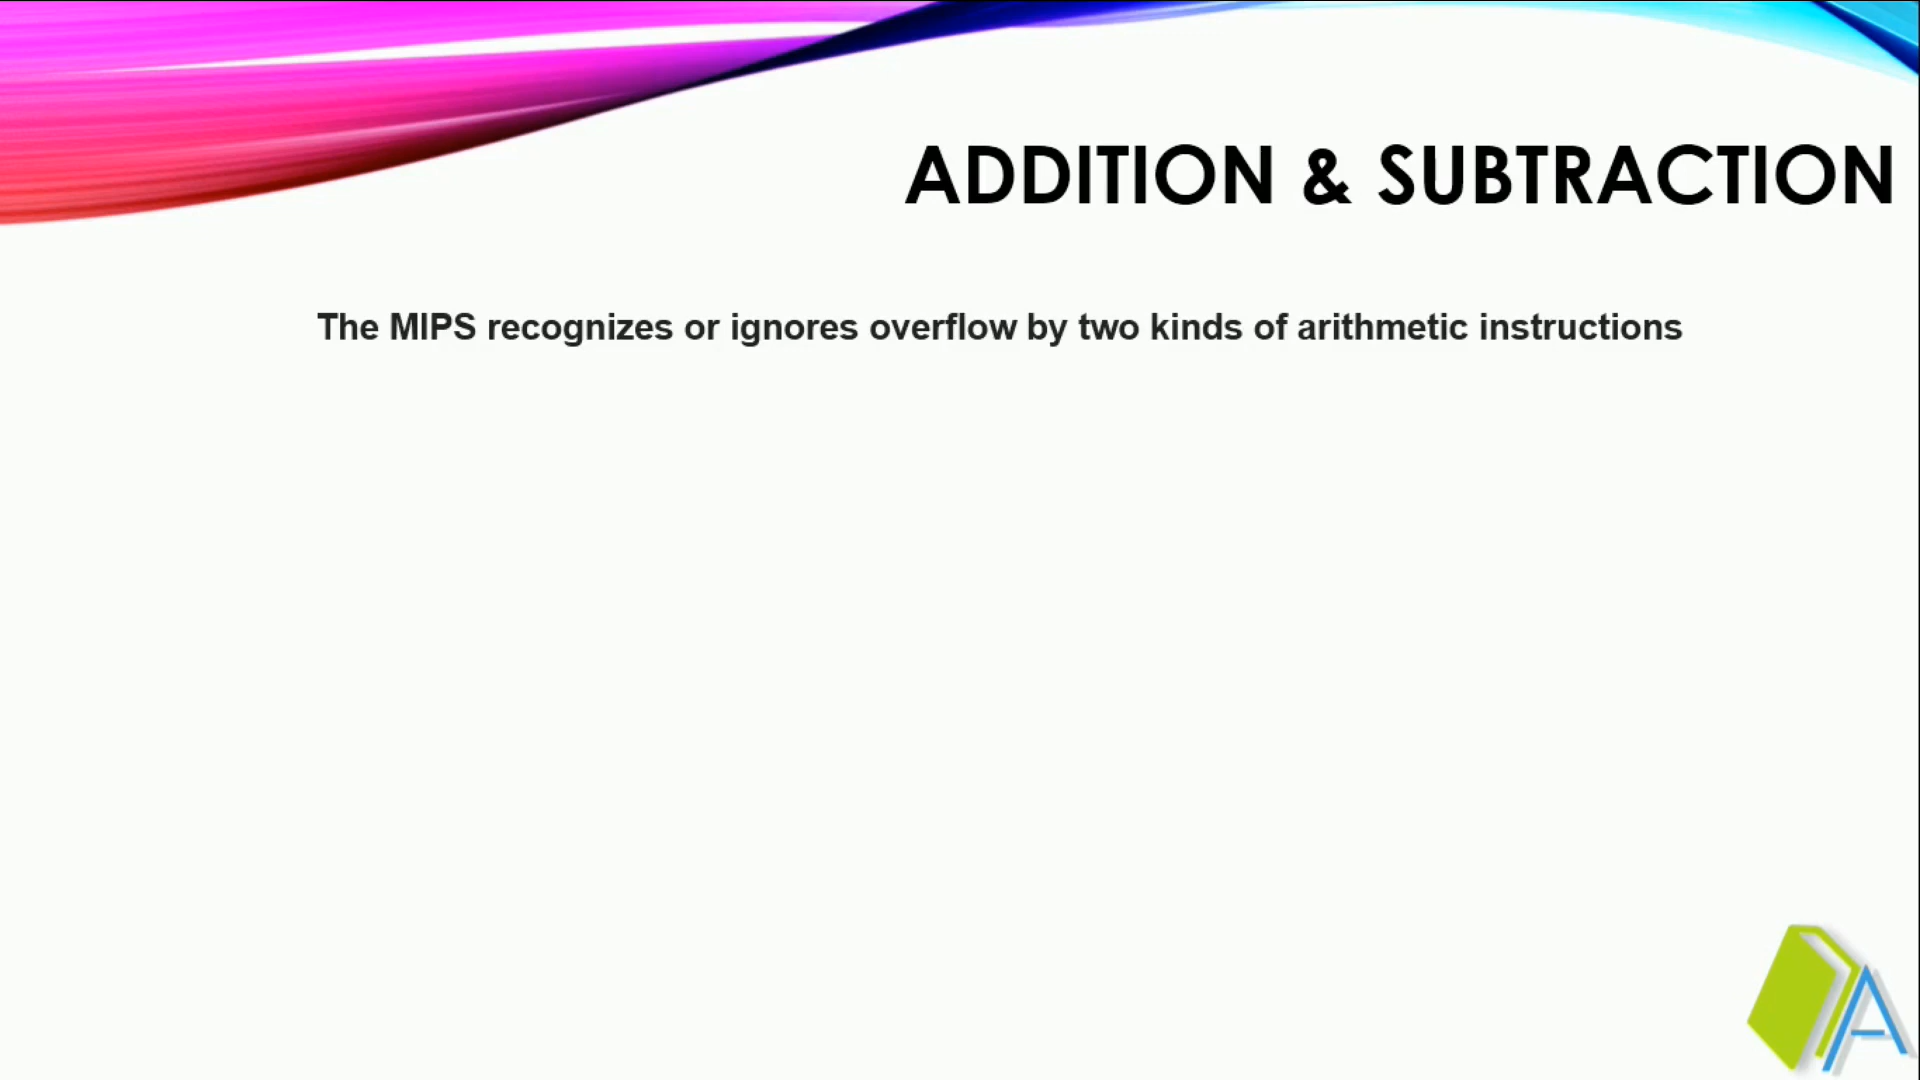 ADDITION & SUBTRACTION
The MIPS recognizes or ignores overflow by two kinds of arithmetic instructions
A